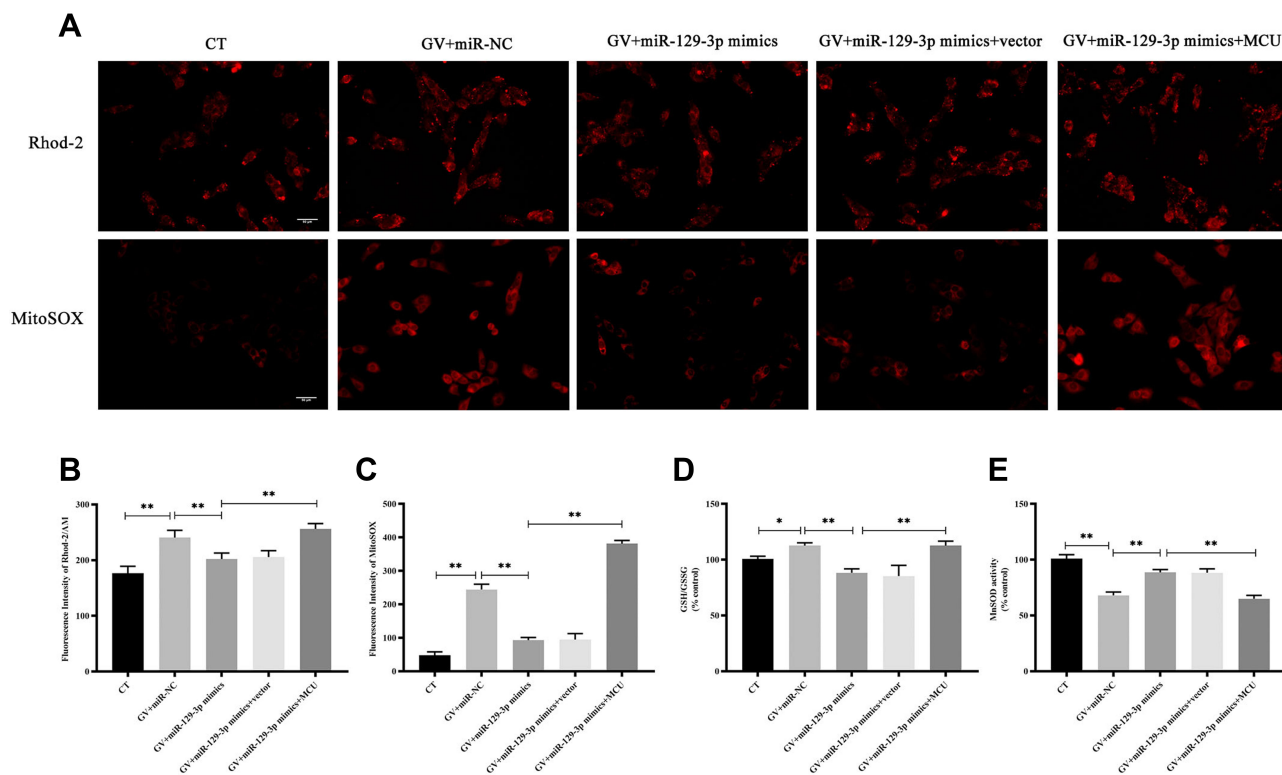 A
CT
GV+miR-NC
GV+miR-129-3p mimics
GV+miR-129-3p mimics+vector
GV+miR-129-3p mimics+MCU
Rhod-2
MitoSOX
B
Fluorescence Intensity of Rhod-2/AM
300
200
100
0
**
**
**
CT
GV+miR-NC
GV+miR-129-3p mimics
GV+miR-129-3p mimics+vector
GV+miR-129-3p mimics+MCU
C
Fluorescence Intensity of MitoSOX
500
400
300
200
100
0
**
**
**
CT
GV+miR-NC
GV+miR-129-3p mimics
GV+miR-129-3p mimics+vector
GV+miR-129-3p mimics+MCU
D
GSH/GSSG
(% control)
150
100
50
0
*
**
**
CT
GV+miR-NC
GV+miR-129-3p mimics
GV+miR-129-3p mimics+vector
GV+miR-129-3p mimics+MCU
E
MnSOD activity
(% control)
150
100
50
0
**
**
**
CT
GV+miR-NC
GV+miR-129-3p mimics
GV+miR-129-3p mimics+vector
GV+miR-129-3p mimics+MCU